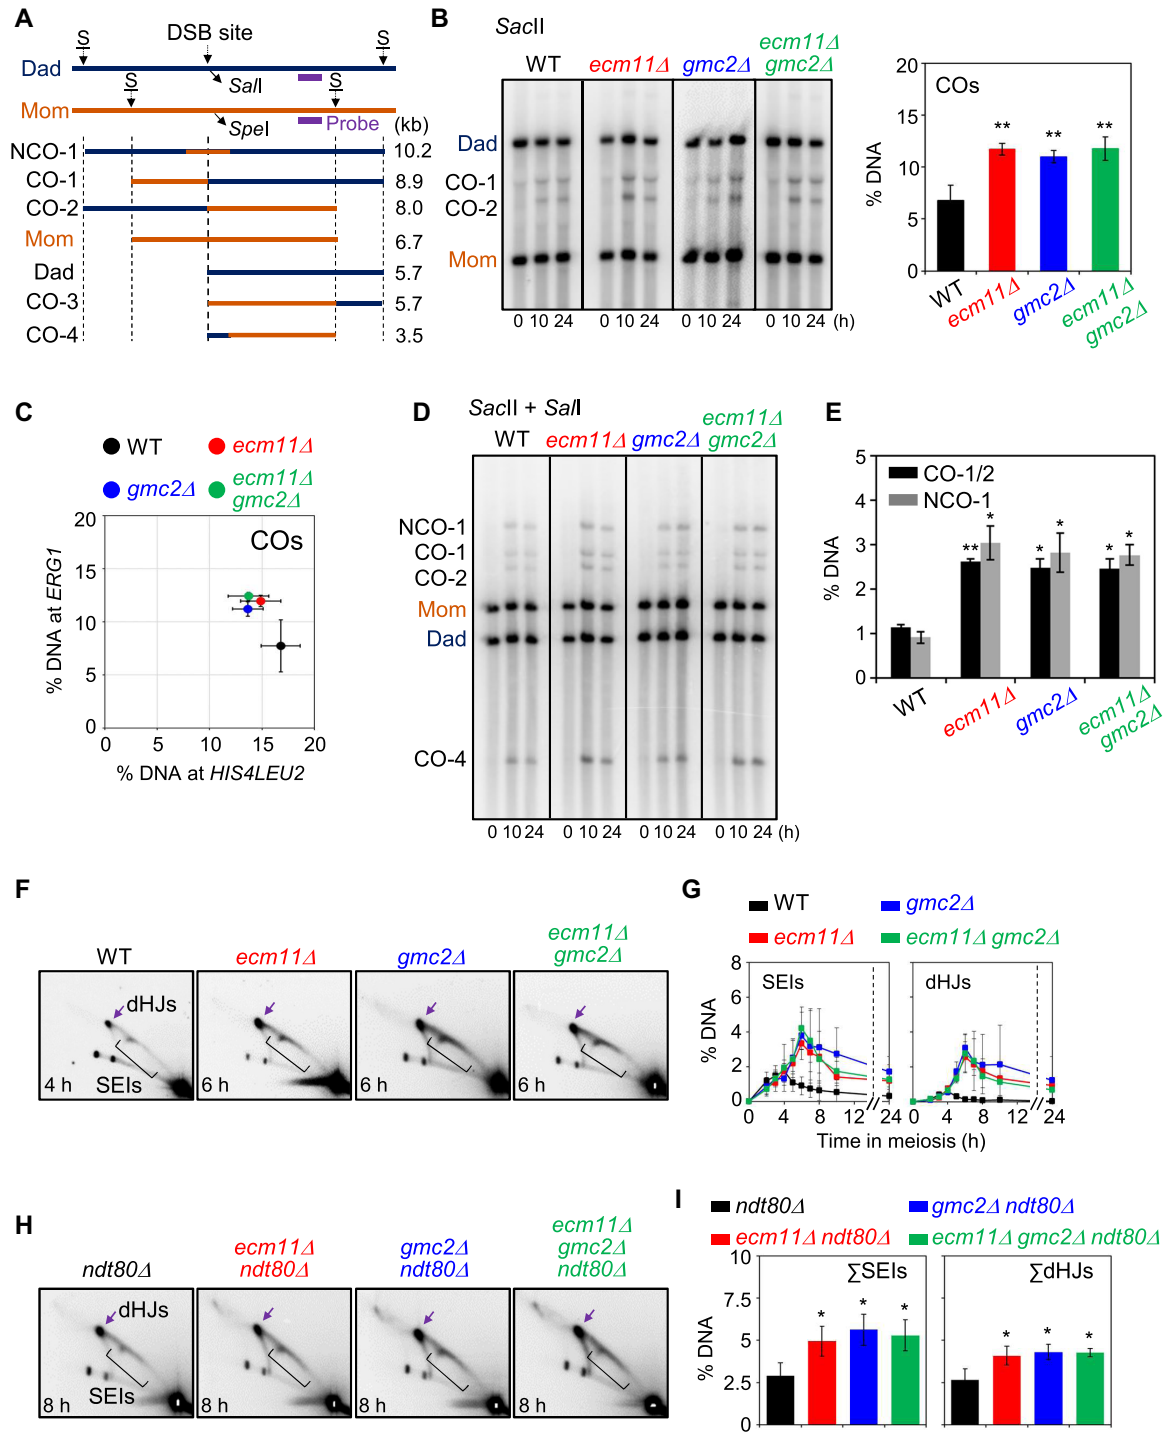 A
S
DSB site
S
Dad
SalI
S
S
Mom
SpeI
Probe
(kb)
NCO-1
10.2
CO-1
8.9
CO-2
8.0
Mom
6.7
Dad
5.7
CO-3
5.7
CO-4
3.5
B
SacII
WT
ecm11Δ
gmc2Δ
ecm11Δ
gmc2Δ
Dad
CO-1
CO-2
Mom
0 10 24
0 10 24
0 10 24
0 10 24 (h)
COs
% DNA
20
15
10
5
0
**
**
**
WT
ecm11Δ
gmc2Δ
ecm11Δ
gmc2Δ
C
WT
ecm11Δ
gmc2Δ
ecm11Δ
gmc2Δ
COs
% DNA at ERG1
20
15
10
5
0
0 5 10 15 20
% DNA at HIS4LEU2
D
SacII + SalI
WT
ecm11Δ
gmc2Δ
ecm11Δ
gmc2Δ
NCO-1
CO-1
CO-2
Mom
Dad
CO-4
0 10 24
0 10 24
0 10 24
0 10 24 (h)
E
% DNA
5
4
3
2
1
0
CO-1/2
NCO-1
**
*
*
*
*
*
WT
ecm11Δ
gmc2Δ
ecm11Δ
gmc2Δ
F
WT
ecm11Δ
gmc2Δ
ecm11Δ
gmc2Δ
dHJs
SEIs
4 h
6 h
6 h
6 h
G
WT
gmc2Δ
ecm11Δ
ecm11Δ gmc2Δ
% DNA
8
6
4
2
0
SEIs
dHJs
0 4 8 12 24
0 4 8 12 24
Time in meiosis (h)
H
ndt80Δ
ecm11Δ
ndt80Δ
gmc2Δ
ndt80Δ
ecm11Δ
gmc2Δ
ndt80Δ
dHJs
SEIs
8 h
8 h
8 h
8 h
I
ndt80Δ
gmc2Δ ndt80Δ
ecm11Δ ndt80Δ
ecm11Δ gmc2Δ ndt80Δ
% DNA
10
7.5
5
2.5
0
∑SEIs
*
*
*
∑dHJs
*
*
*